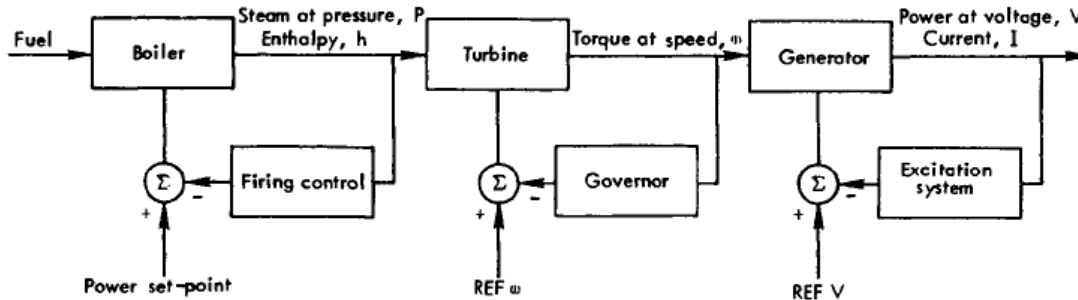 Fuel
Boiler
Steam at pressure, P
Enthalpy, h
Turbine
Torque at speed, ω
Generator
Power at voltage, V
Current, I
Σ
Firing control
+
-
Power set-point
Σ
Governor
+
-
REF ω
Σ
Excitation
system
+
-
REF V